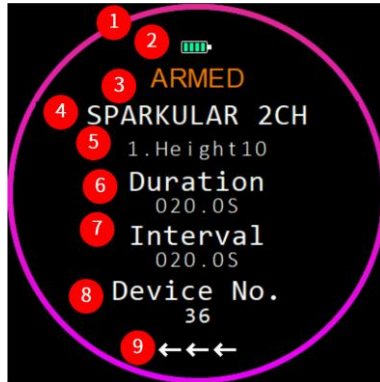 1
2
3 ARMED
4 SPARKULAR 2CH
5 1.Height10
6 Duration
020.0S
7 Interval
020.0S
8 Device No.
36
9 ←←←